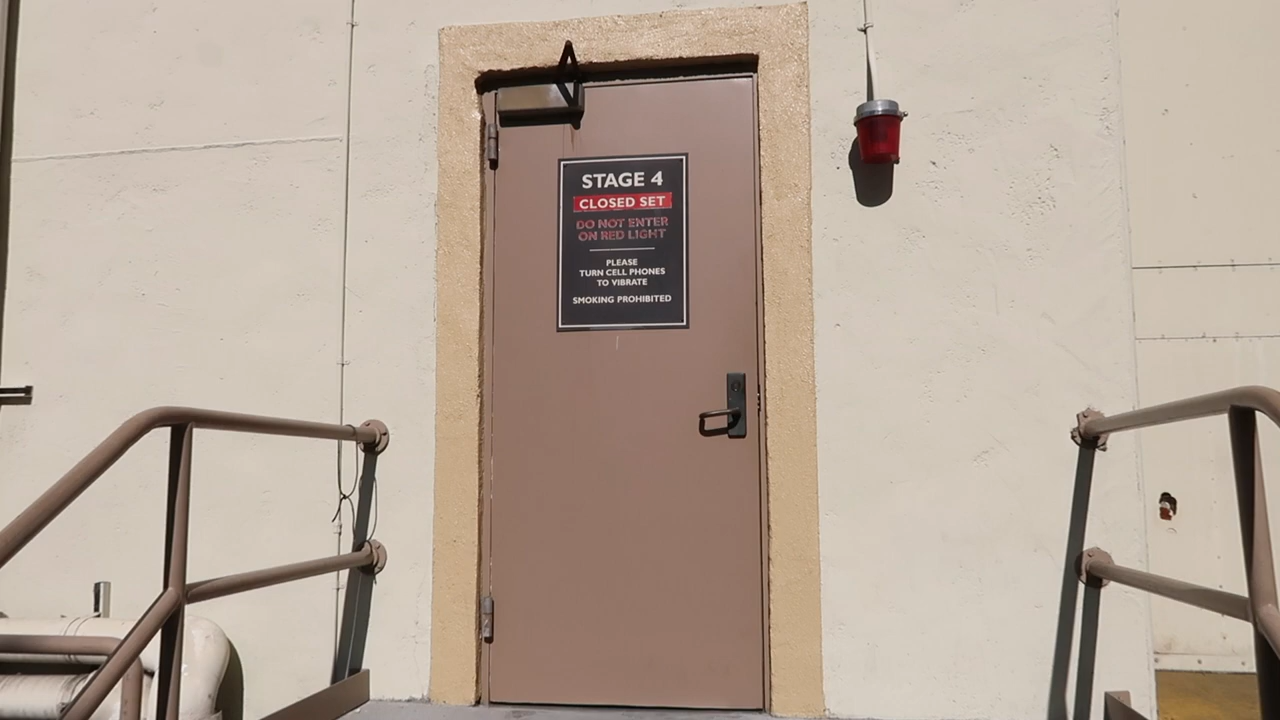 STAGE 4
CLOSED SET
DO NOT ENTER
ON RED LIGHT
PLEASE
TURN CELL PHONES
TO VIBRATE
SMOKING PROHIBITED